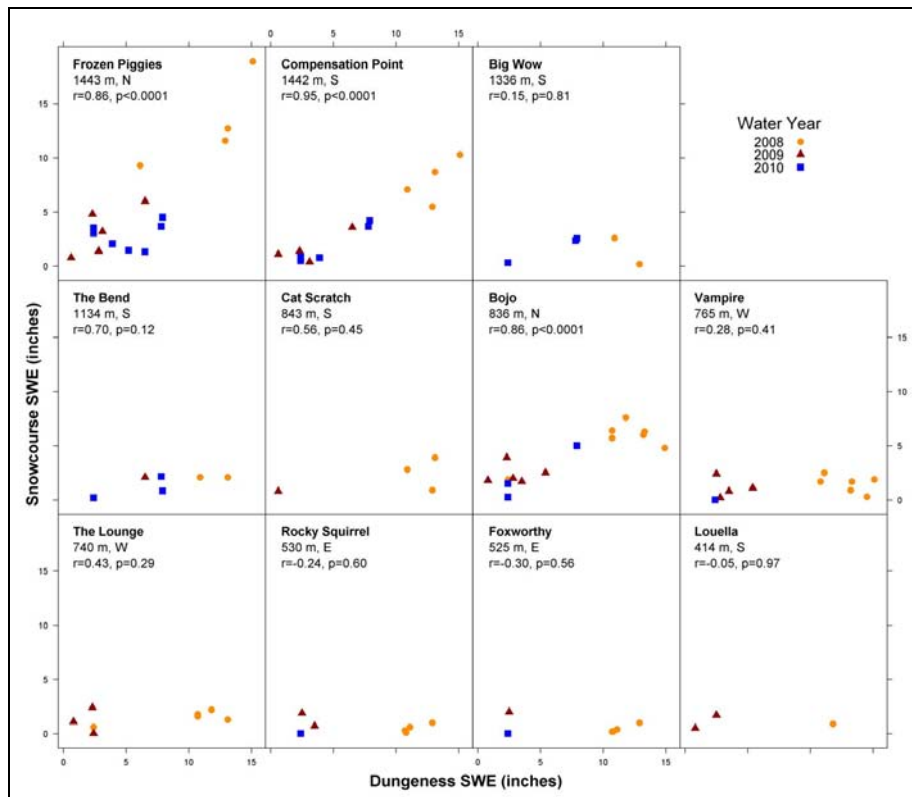 0 5 10 15
0 5 10 15
Frozen Piggies
1443 m, N
r=0.86, p<0.0001
Compensation Point
1442 m, S
r=0.95, p<0.0001
Big Wow
1336 m, S
r=0.15, p=0.81
Water Year
2008
2009
2010
15
10
5
0
The Bend
1134 m, S
r=0.70, p=0.12
Cat Scratch
843 m, S
r=0.56, p=0.45
Bojo
836 m, N
r=0.86, p<0.0001
Vampire
765 m, W
r=0.28, p=0.41
15
10
5
0
Snowcourse SWE (inches)
The Lounge
740 m, W
r=0.43, p=0.29
Rocky Squirrel
530 m, E
r=-0.24, p=0.60
Foxworthy
525 m, E
r=-0.30, p=0.56
Louella
414 m, S
r=-0.05, p=0.97
15
10
5
0
0 5 10 15
0 5 10 15
Dungeness SWE (inches)